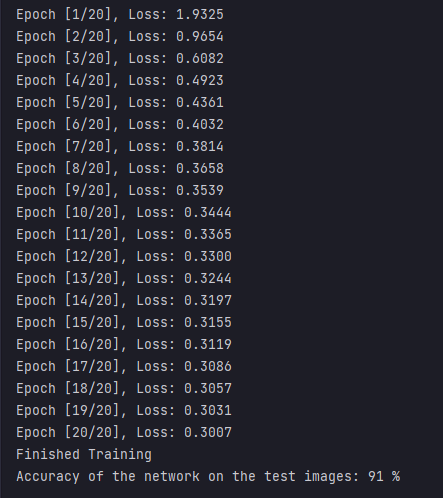 Epoch [1/20], Loss: 1.9325
Epoch [2/20], Loss: 0.9654
Epoch [3/20], Loss: 0.6082
Epoch [4/20], Loss: 0.4923
Epoch [5/20], Loss: 0.4361
Epoch [6/20], Loss: 0.4032
Epoch [7/20], Loss: 0.3814
Epoch [8/20], Loss: 0.3658
Epoch [9/20], Loss: 0.3539
Epoch [10/20], Loss: 0.3444
Epoch [11/20], Loss: 0.3365
Epoch [12/20], Loss: 0.3300
Epoch [13/20], Loss: 0.3244
Epoch [14/20], Loss: 0.3197
Epoch [15/20], Loss: 0.3155
Epoch [16/20], Loss: 0.3119
Epoch [17/20], Loss: 0.3086
Epoch [18/20], Loss: 0.3057
Epoch [19/20], Loss: 0.3031
Epoch [20/20], Loss: 0.3007
Finished Training
Accuracy of the network on the test images: 91 %